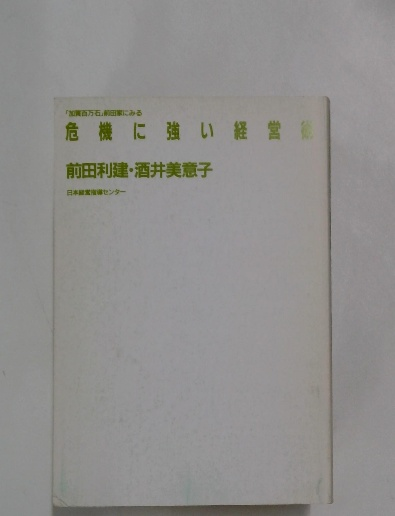 「加賀百万石」前田家にみる
危機に強い経営術
前田利建・酒井美意子
日本経営指導センター